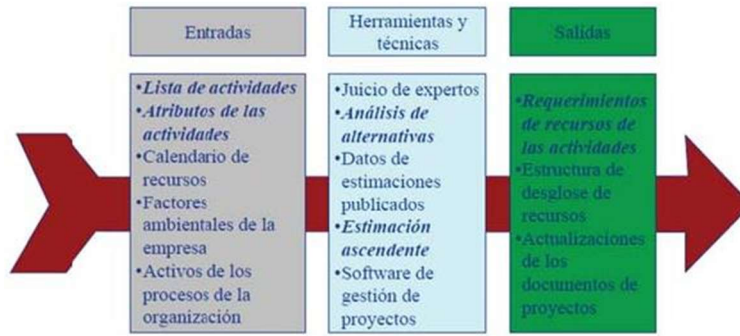 Entradas
•Lista de actividades
•Atributos de las
actividades
•Calendario de
recursos
•Factores
ambientales de la
empresa
•Activos de los
procesos de la
organización
Herramientas y
técnicas
•Juicio de expertos
•Análisis de
alternativas
•Datos de
estimaciones
publicados
•Estimación
ascendente
•Software de
gestión de
proyectos
Salidas
•Requerimientos
de recursos de
las actividades
•Estructura de
desglose de
recursos
•Actualizaciones
de los
documentos de
proyectos